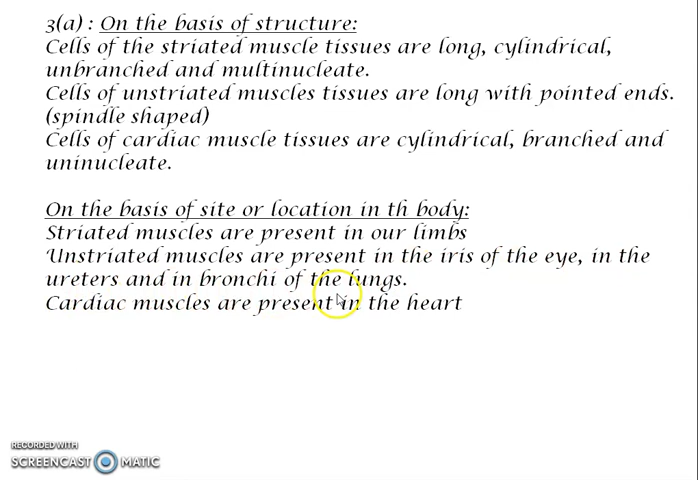 3(a) : On the basis of structure:
Cells of the striated muscle tissues are long, cylindrical,
unbranched and multinucleate.
Cells of unstriated muscles tissues are long with pointed ends.
(spindle shaped)
Cells of cardiac muscle tissues are cylindrical, branched and
uninucleate.
On the basis of site or location in th body:
Striated muscles are present in our limbs
Unstriated muscles are present in the iris of the eye, in the
ureters and in bronchi of the lungs.
Cardiac muscles are present in the heart
RECORDED WITH
SCREENCAST MATIC